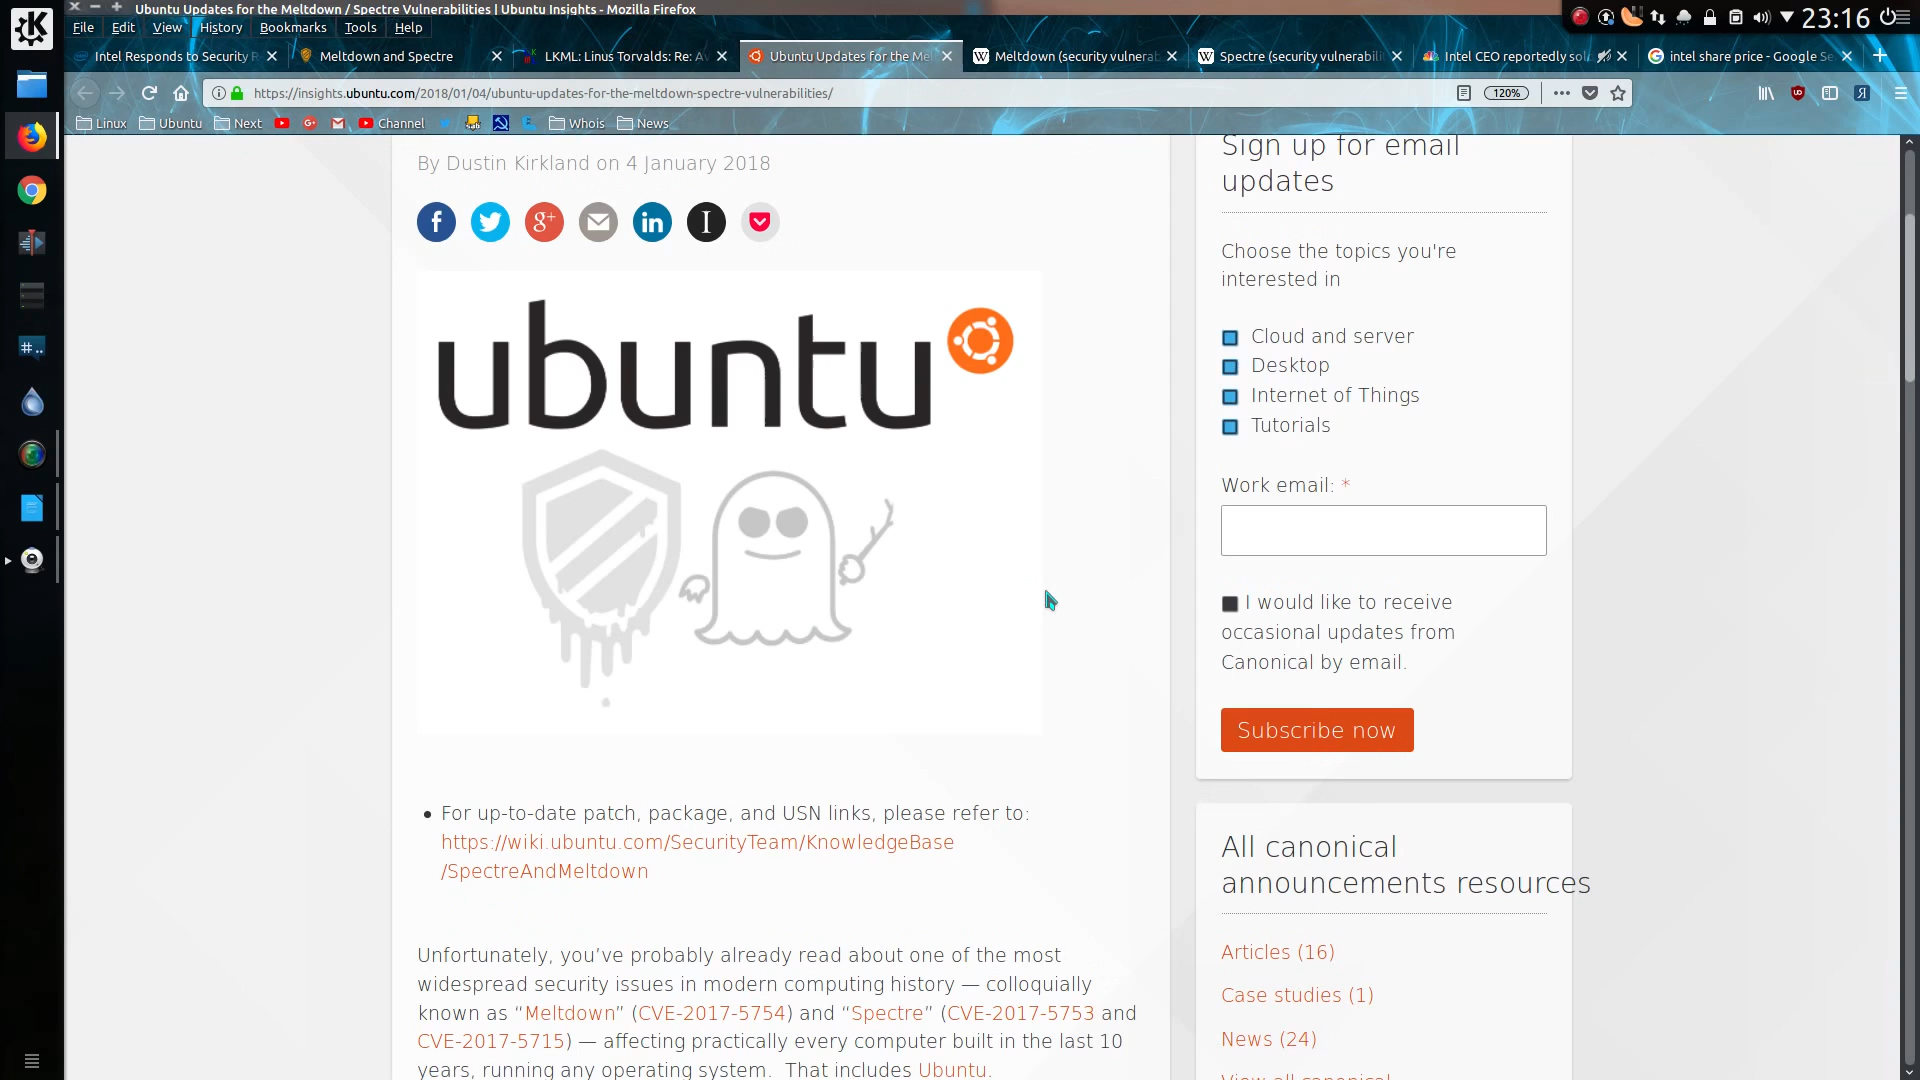 Ubuntu Updates for the Meltdown / Spectre Vulnerabilities | Ubuntu Insights - Mozilla Firefox
23:16
File Edit View History Bookmarks Tools Help
Intel Responds to Security R
Meltdown and Spectre
LKML: Linus Torvalds: Re: Av
Ubuntu Updates for the Mel
Meltdown (security vulnerab
Spectre (security vulnerabili
Intel CEO reportedly sol
intel share price - Google Se
https://insights.ubuntu.com/2018/01/04/ubuntu-updates-for-the-meltdown-spectre-vulnerabilities/
120%
Linux Ubuntu Next Channel Whois News
By Dustin Kirkland on 4 January 2018
ubuntu
For up-to-date patch, package, and USN links, please refer to:
https://wiki.ubuntu.com/SecurityTeam/KnowledgeBase
/SpectreAndMeltdown
Unfortunately, you’ve probably already read about one of the most
widespread security issues in modern computing history — colloquially
known as “Meltdown” (CVE-2017-5754) and “Spectre” (CVE-2017-5753 and
CVE-2017-5715) — affecting practically every computer built in the last 10
years, running any operating system. That includes Ubuntu.
Sign up for email
updates
Choose the topics you're
interested in
Cloud and server
Desktop
Internet of Things
Tutorials
Work email: *
I would like to receive
occasional updates from
Canonical by email.
Subscribe now
All canonical
announcements resources
Articles (16)
Case studies (1)
News (24)
View all canonical